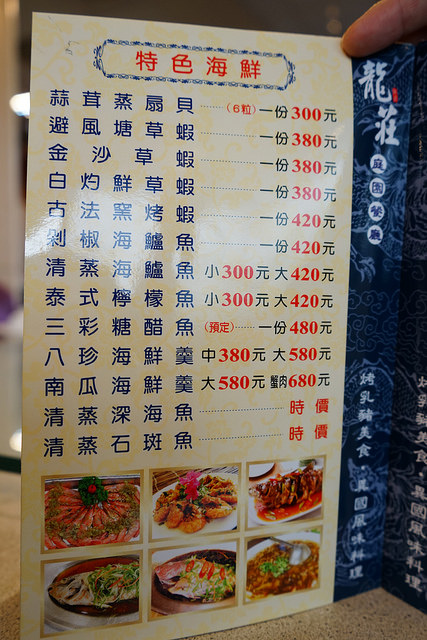 特色海鮮
蒜茸蒸扇貝……（6粒）一份300元
避風塘草蝦……一份380元
金沙草蝦……一份380元
白灼鮮草蝦……一份380元
古法窯烤蝦……一份420元
剁椒海鱸魚……一份420元
清蒸海鱸魚 小300元 大420元
泰式檸檬魚 小300元 大420元
三彩糖醋魚（預定）……一份480元
八珍海鮮羹 中380元 大580元
南瓜海鮮羹 大580元 蟹肉680元
清蒸深海魚……時價
清蒸石斑魚……時價
龍莊
庭園餐廳
烤乳豬美食·異國風味料理
烤乳豬美食·異國風味料理